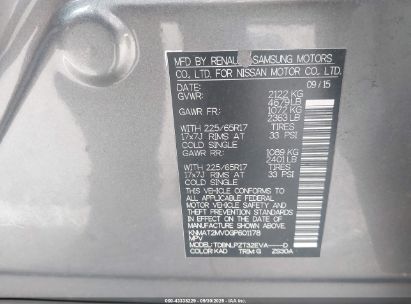 MFD BY RENAULT SAMSUNG MOTORS
CO., LTD. FOR NISSAN MOTOR CO., LTD.
DATE: 09/15
GVWR: 2122 KG
4679 LB
GAWR FR: 1072 KG
2363 LB
WITH 225/65R17 TIRES
17x7J RIMS AT 33 PSI
COLD SINGLE
GAWR RR: 1089 KG
2401 LB
WITH 225/65R17 TIRES
17x7J RIMS AT 33 PSI
COLD SINGLE
THIS VEHICLE CONFORMS TO
ALL APPLICABLE FEDERAL
MOTOR VEHICLE SAFETY AND
THEFT PREVENTION STANDARDS
IN EFFECT ON THE DATE OF
MANUFACTURE SHOWN ABOVE.
KNMAT2MV0GP601178
MPV
MODEL: TDBNLPZT32EVA----D
COLOR: KAD TRIM: G ZS30A